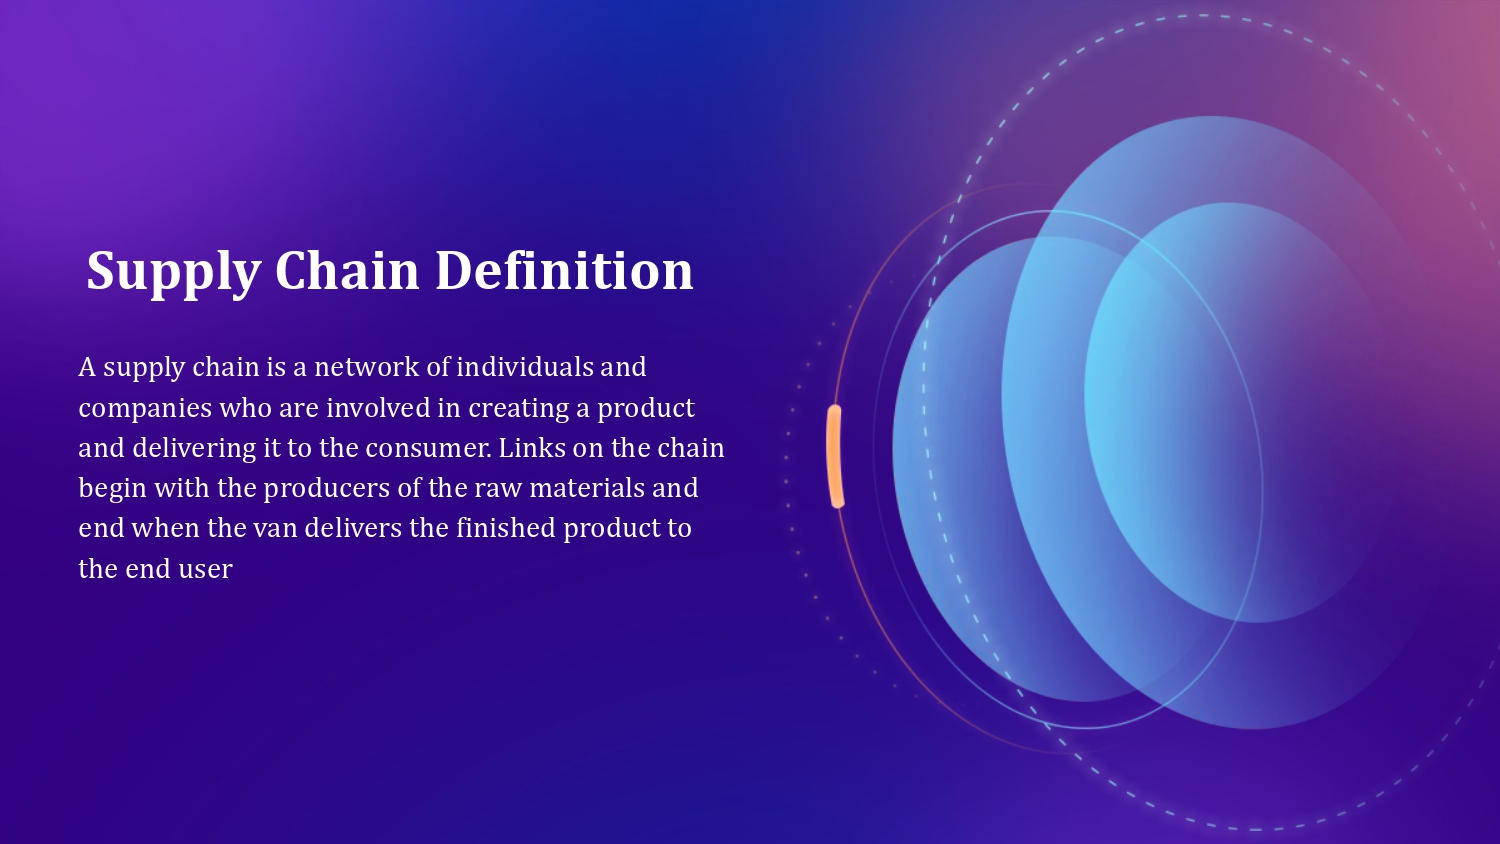 Supply Chain Definition
A supply chain is a network of individuals and
companies who are involved in creating a product
and delivering it to the consumer. Links on the chain
begin with the producers of the raw materials and
end when the van delivers the finished product to
the end user